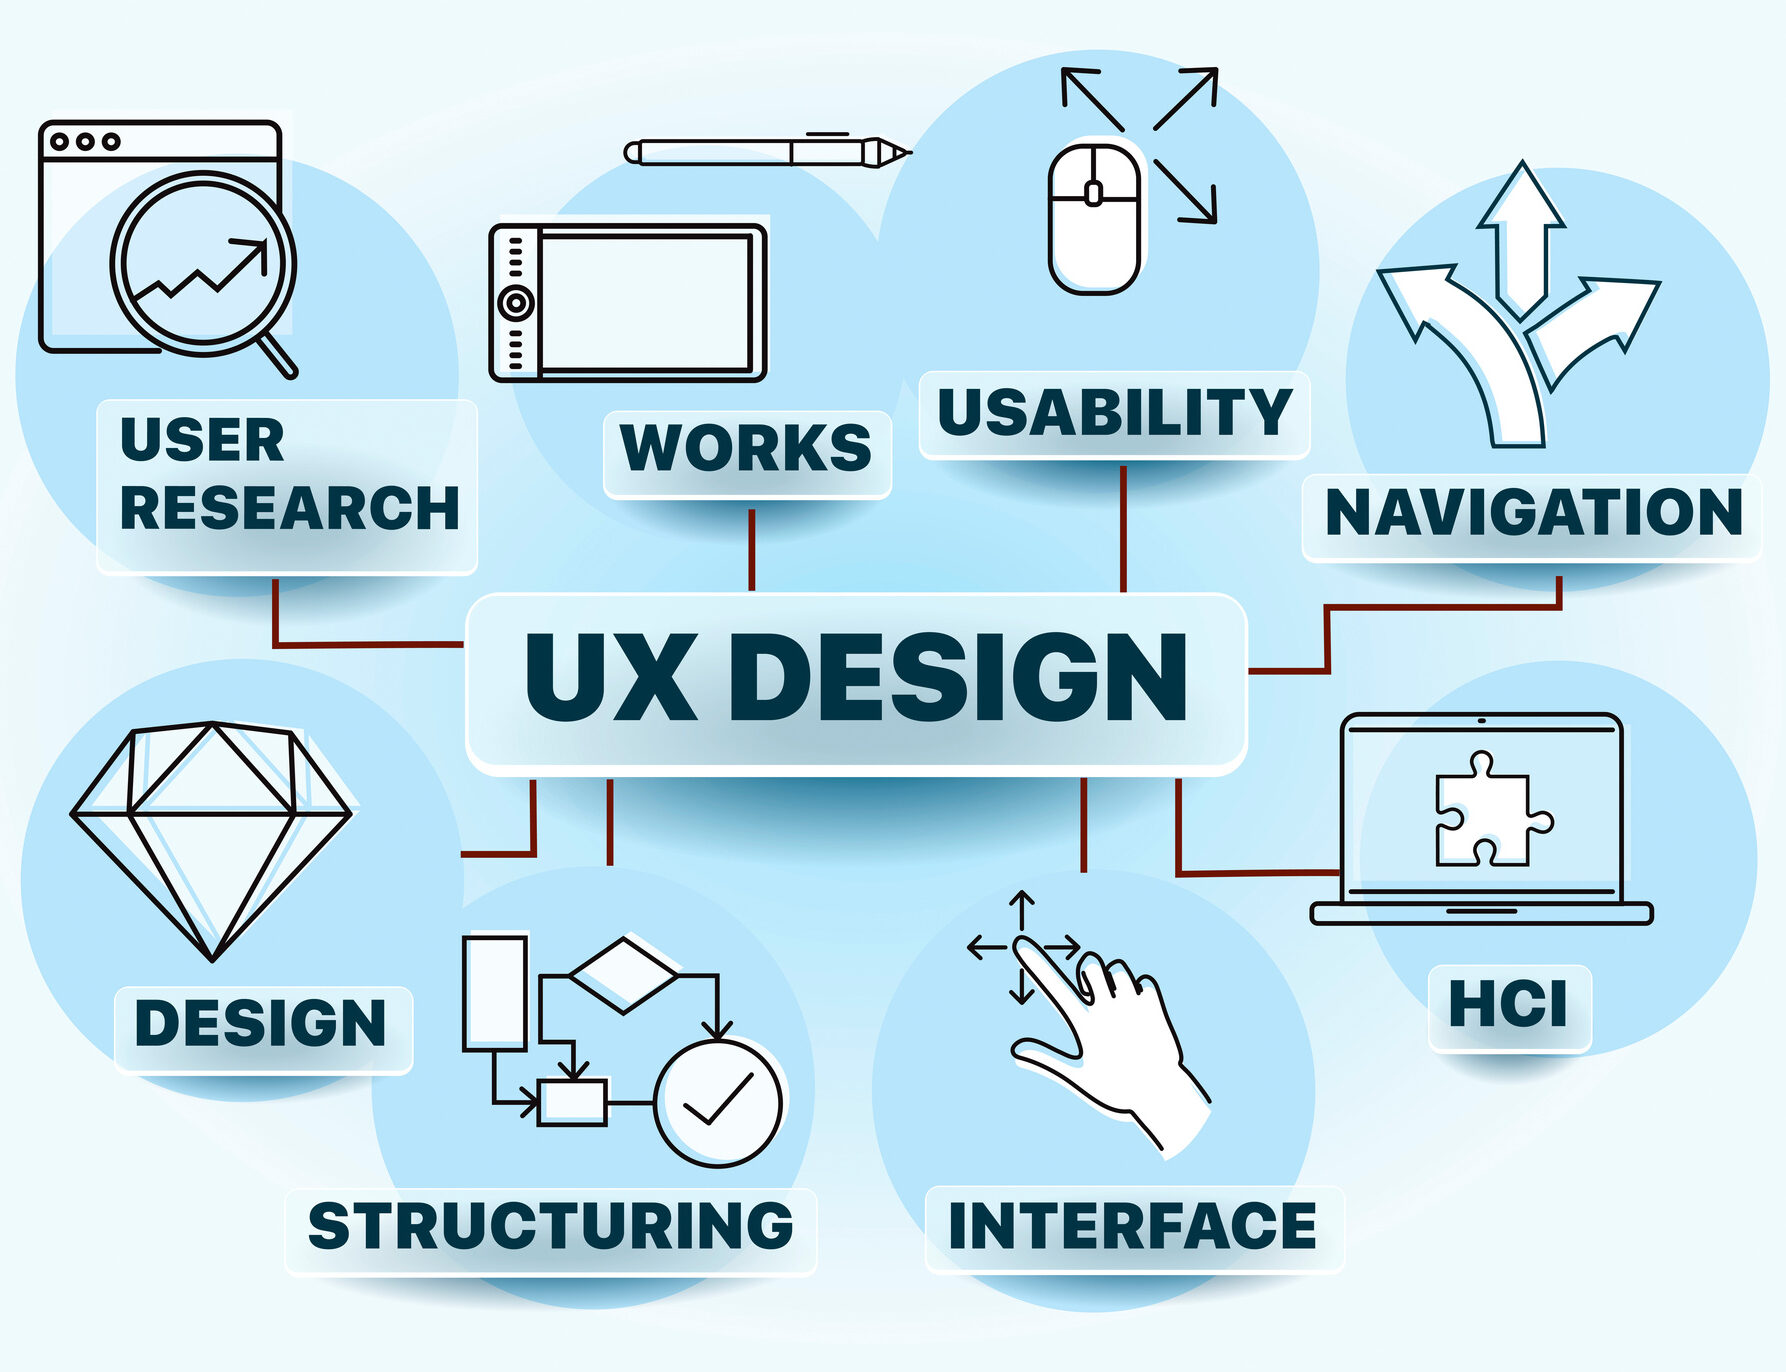 USER
RESEARCH
WORKS
USABILITY
NAVIGATION
UX DESIGN
DESIGN
HCI
STRUCTURING
INTERFACE